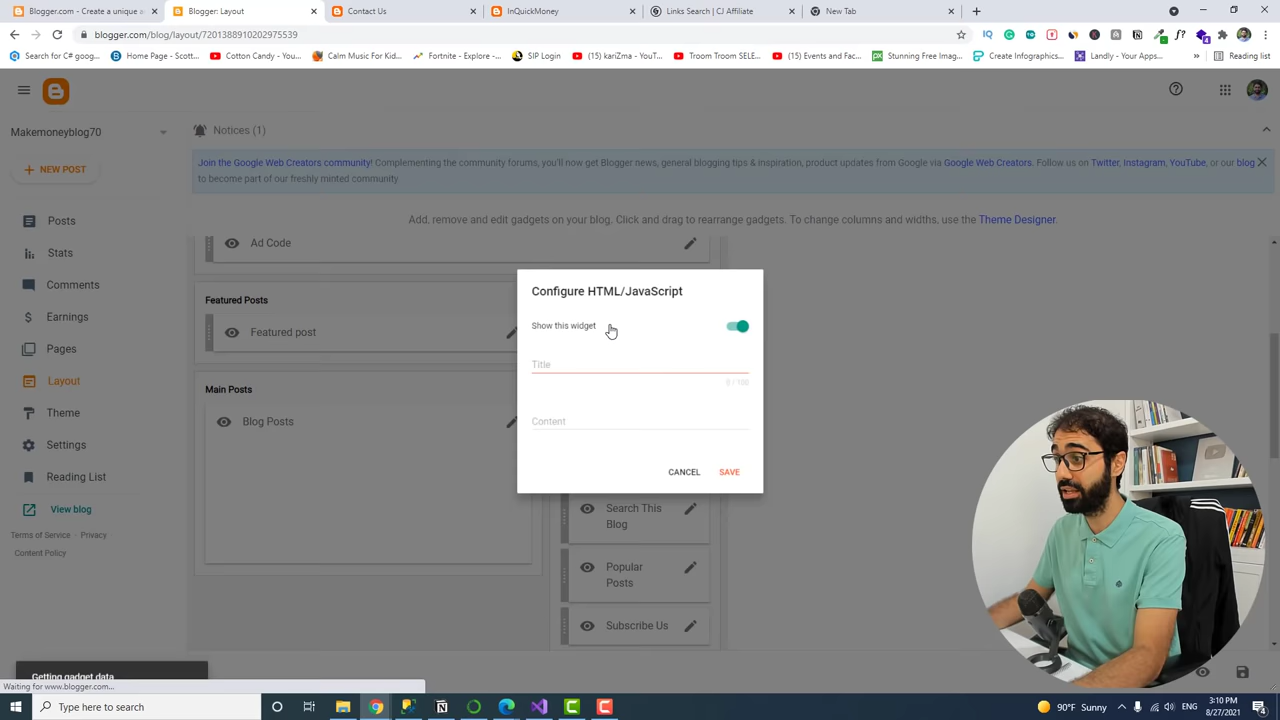 Blogger.com - Create a unique a
Blogger: Layout
Contact Us
InQuickMoney
Links Search | CJ Affiliate
New Tab
blogger.com/blog/layout/7201388910202975539
Search for C# goog...
Home Page - Scott...
Cotton Candy –...
Calm Music For Kid...
Fortnite - Explore -...
SIP Login
(15) kariZma - YouT...
Troom Troom SELE...
(15) Events and Fac...
Stunning Free Imag...
Create Infographics...
Landly - Your Apps...
Reading list
Makemoneyblog70
Notices (1)
Join the Google Web Creators community! Complementing the community forums, you'll now get Blogger news, general blogging tips & inspiration, product updates from Google via Google Web Creators. Follow us on Twitter, Instagram, YouTube, or our blog
to become part of our freshly minted community.
NEW POST
Add, remove and edit gadgets on your blog. Click and drag to rearrange gadgets. To change columns and widths, use the Theme Designer.
Posts
Stats
Comments
Earnings
Pages
Layout
Theme
Settings
Reading List
View blog
Terms of Service · Privacy
Content Policy
Ad Code
Featured Posts
Featured post
Main Posts
Blog Posts
Configure HTML/JavaScript
Show this widget
Title
0 / 100
Content
CANCEL
SAVE
Search This
Blog
Popular
Posts
Subscribe Us
Getting gadget data
Waiting for www.blogger.com...
Type here to search
90°F Sunny
ENG
3:10 PM
8/27/2021